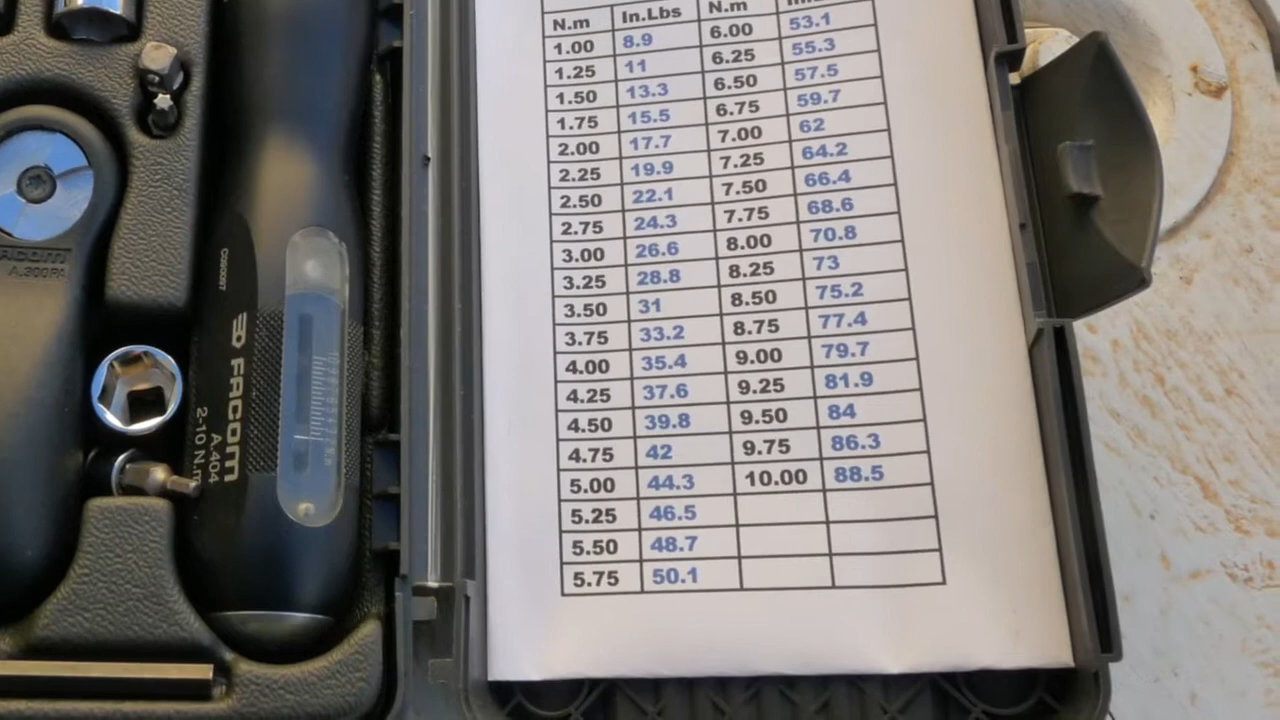 N.m In.Lbs N.m
1.00 8.9 6.00 53.1
1.25 11 6.25 55.3
1.50 13.3 6.50 57.5
1.75 15.5 6.75 59.7
2.00 17.7 7.00 62
2.25 19.9 7.25 64.2
2.50 22.1 7.50 66.4
2.75 24.3 7.75 68.6
3.00 26.6 8.00 70.8
3.25 28.8 8.25 73
3.50 31 8.50 75.2
3.75 33.2 8.75 77.4
4.00 35.4 9.00 79.7
4.25 37.6 9.25 81.9
4.50 39.8 9.50 84
4.75 42 9.75 86.3
5.00 44.3 10.00 88.5
5.25 46.5
5.50 48.7
5.75 50.1
FACOM
A.404
2-10 N.m
A.300PA